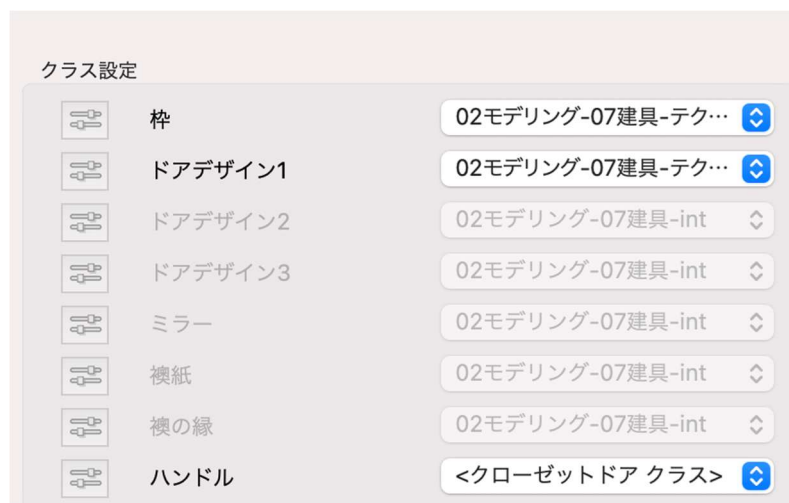 クラス設定
枠 02モデリング-07建具-テク…
ドアデザイン1 02モデリング-07建具-テク…
ドアデザイン2 02モデリング-07建具-int
ドアデザイン3 02モデリング-07建具-int
ミラー 02モデリング-07建具-int
襖紙 02モデリング-07建具-int
襖の縁 02モデリング-07建具-int
ハンドル <クローゼットドア クラス>